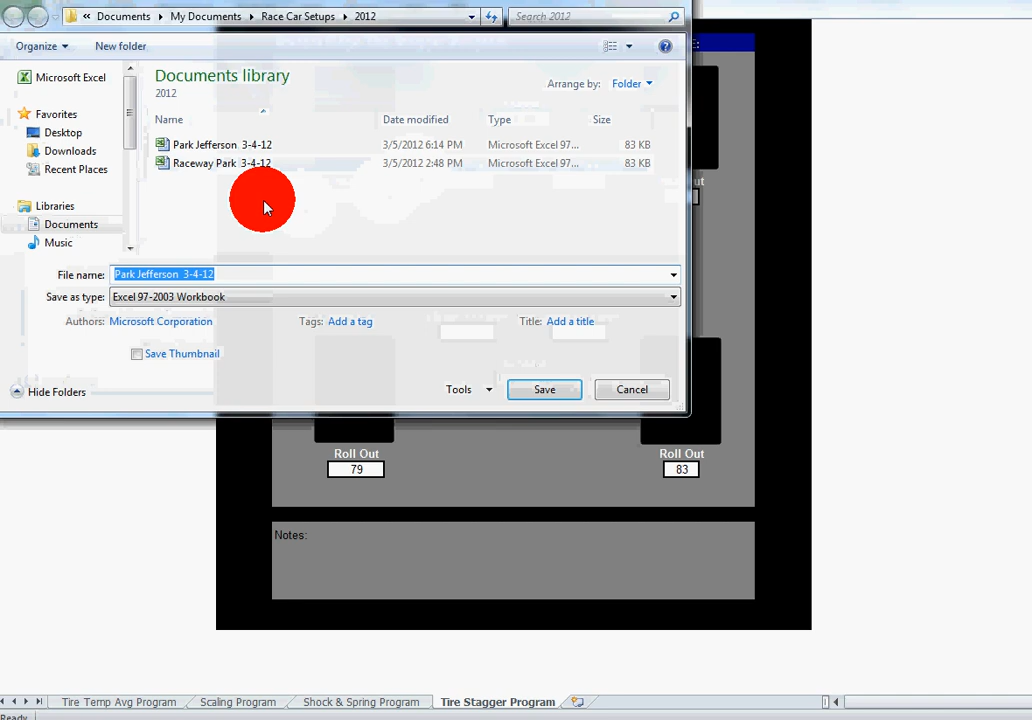 « Documents ▸ My Documents ▸ Race Car Setups ▸ 2012
Search 2012
Organize
New folder
Microsoft Excel
Favorites
Desktop
Downloads
Recent Places
Libraries
Documents
Music
Documents library
2012
Arrange by: Folder
Name Date modified Type Size
Park Jefferson 3-4-12 3/5/2012 6:14 PM Microsoft Excel 97... 83 KB
Raceway Park 3-4-12 3/5/2012 2:48 PM Microsoft Excel 97... 83 KB
File name: Park Jefferson 3-4-12
Save as type: Excel 97-2003 Workbook
Authors: Microsoft Corporation
Tags: Add a tag
Title: Add a title
Save Thumbnail
Hide Folders
Tools
Save
Cancel
E:
ut
Roll Out
79
Roll Out
83
Notes:
Tire Temp Avg Program
Scaling Program
Shock & Spring Program
Tire Stagger Program
Ready